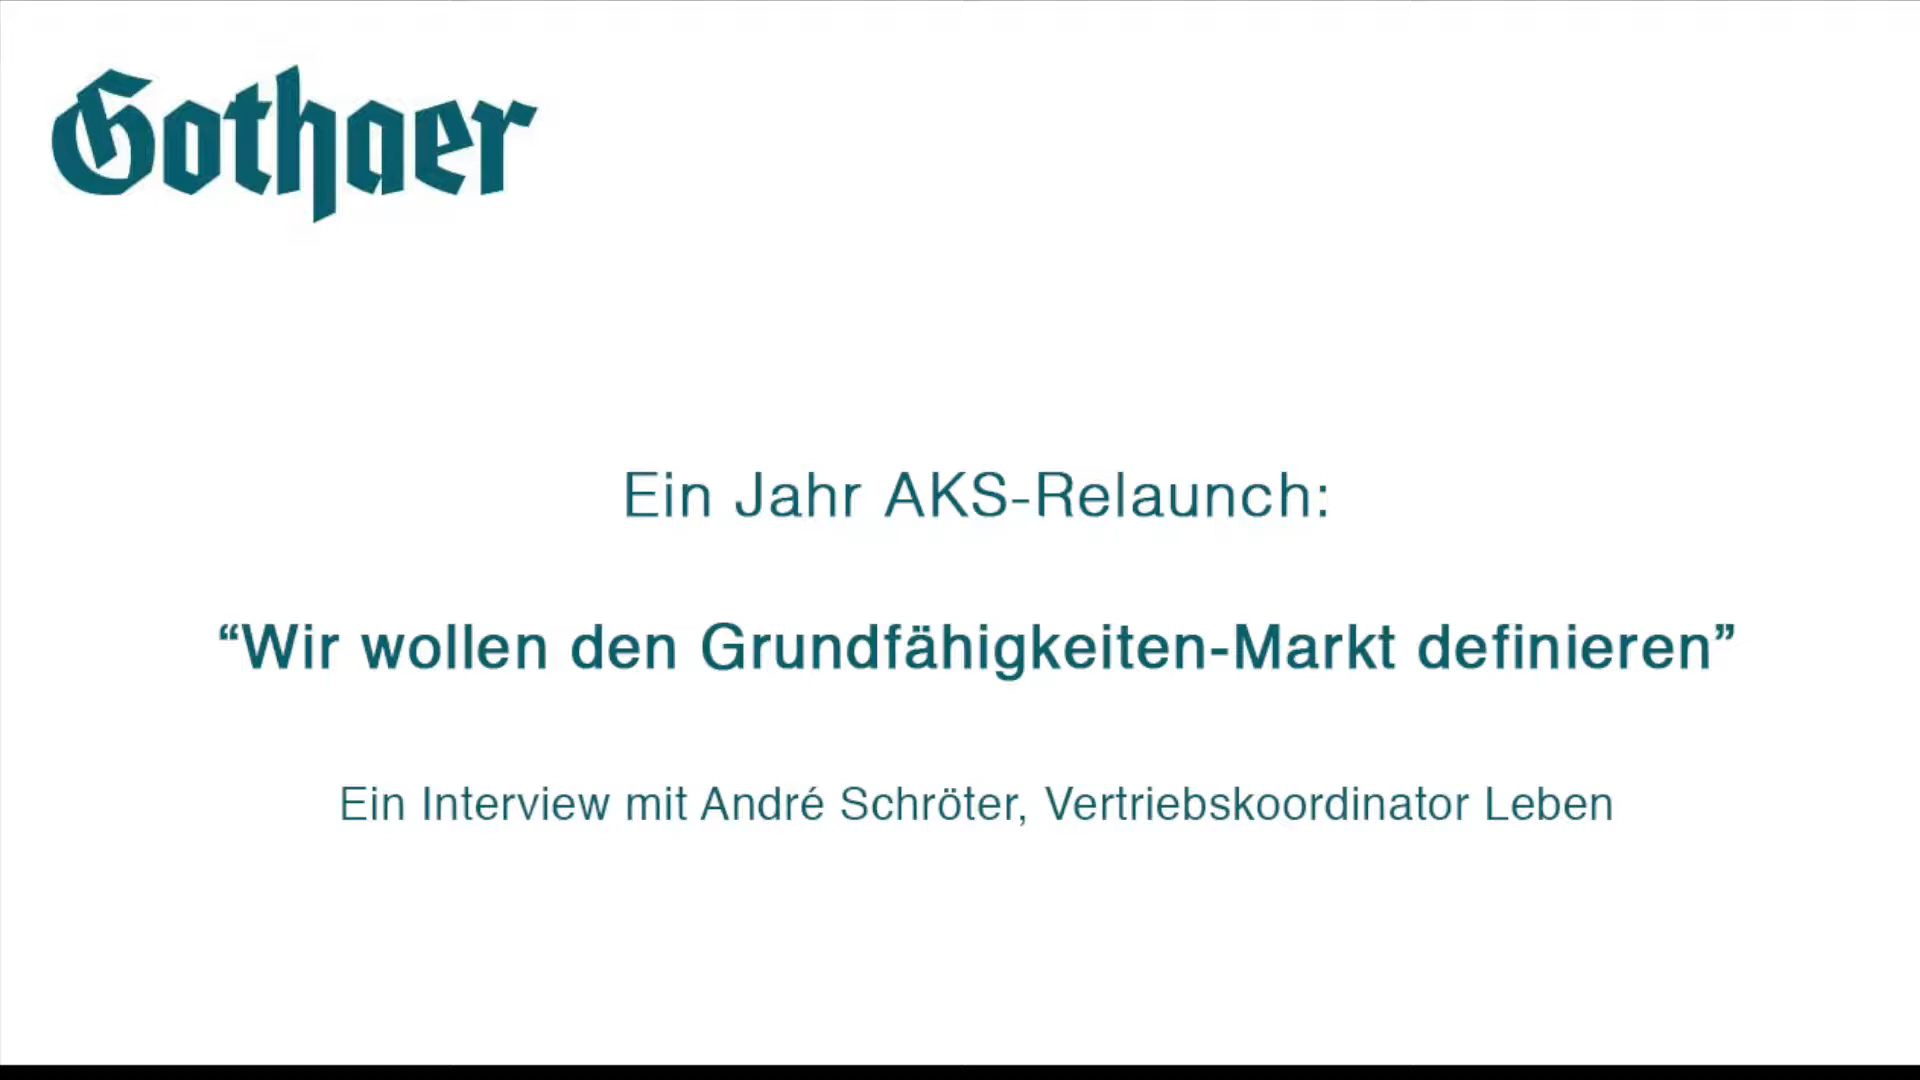 Gothaer
Ein Jahr AKS-Relaunch:
“Wir wollen den Grundfähigkeiten-Markt definieren”
Ein Interview mit André Schröter, Vertriebskoordinator Leben